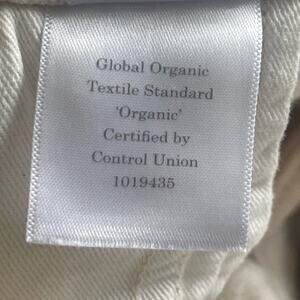 Global Organic
Textile Standard
'Organic'
Certified by
Control Union
1019435